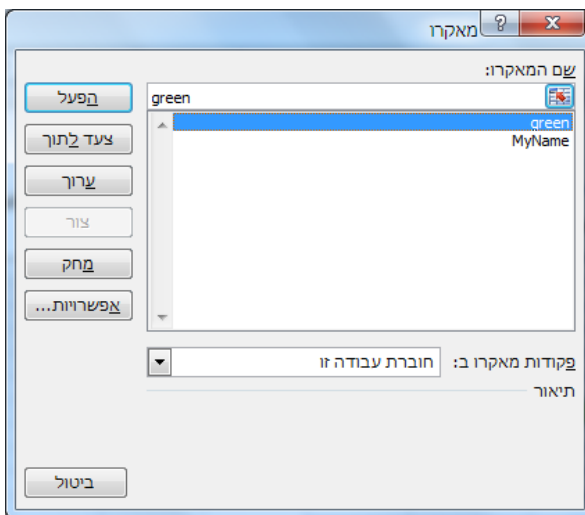 מאקרו
שם המאקרו:
green
green
MyName
הפעל
צעד לתוך
ערוך
צור
מחק
אפשרויות...
פקודות מאקרו ב: חוברת עבודה זו
תיאור
ביטול